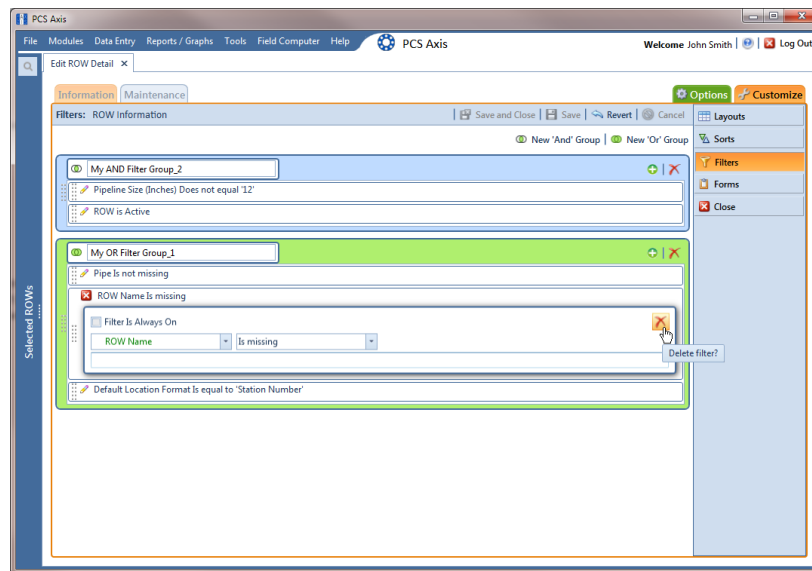 PCS Axis
File Modules Data Entry Reports / Graphs Tools Field Computer Help PCS Axis Welcome John Smith | Log Out
Edit ROW Detail
Information Maintenance Options Customize
Filters: ROW Information Save and Close | Save | Revert | Cancel Layouts
New 'And' Group | New 'Or' Group Sorts
My AND Filter Group_2 Filters
Pipeline Size (Inches) Does not equal '12' Forms
ROW is Active Close
My OR Filter Group_1
Pipe Is not missing
ROW Name Is missing
Filter Is Always On
ROW Name Is missing
Delete filter?
Default Location Format Is equal to 'Station Number'
Selected ROWs